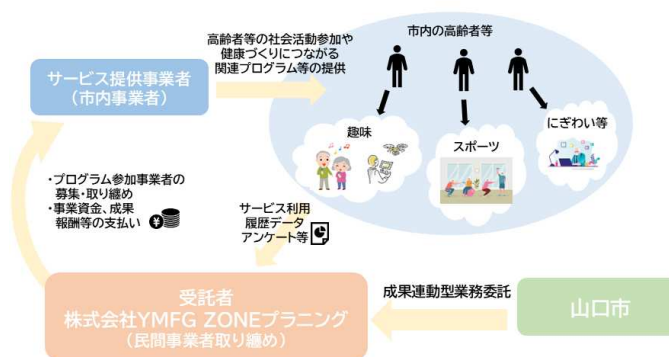 高齢者等の社会活動参加や
健康づくりにつながる
関連プログラム等の提供
市内の高齢者等
サービス提供事業者
(市内事業者)
趣味
スポーツ
にぎわい等
・プログラム参加事業者の
募集・取り纏め
・事業資金、成果
報酬等の支払い
¥
サービス利用
履歴データ
アンケート等
受託者
株式会社YMFG ZONEプラニング
(民間事業者取り纏め)
成果連動型業務委託
山口市